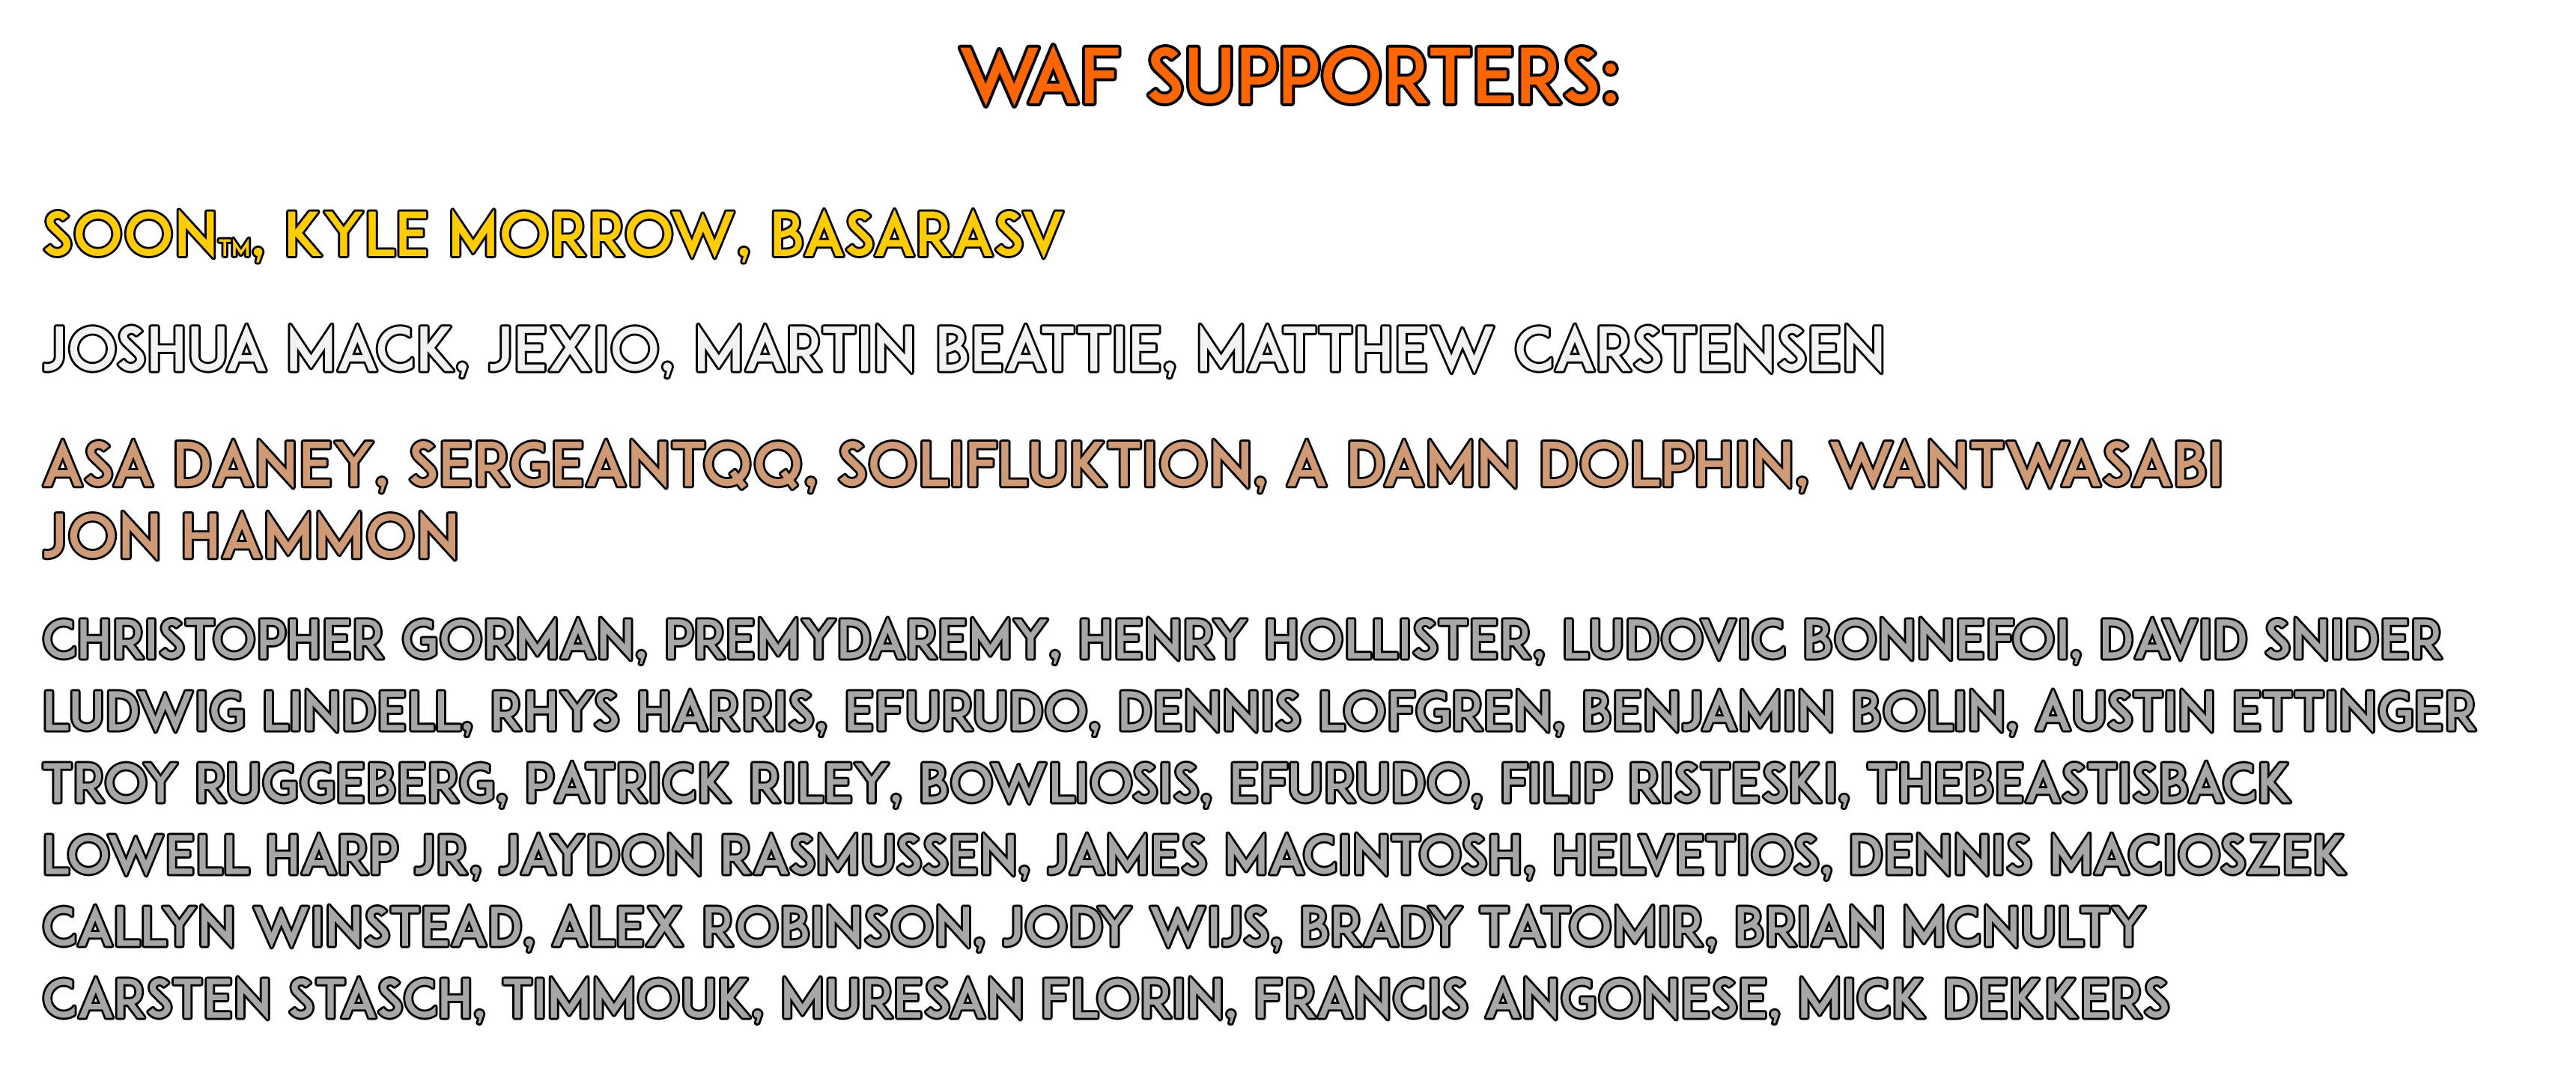 WAF SUPPORTERS:
SOON™, KYLE MORROW, BASARASV
JOSHUA MACK, JEXIO, MARTIN BEATTIE, MATTHEW CARSTENSEN
ASA DANEY, SERGEANTQQ, SOLIFLUKTION, A DAMN DOLPHIN, WANTWASABI
JON HAMMON
CHRISTOPHER GORMAN, PREMYDAREMY, HENRY HOLLISTER, LUDOVIC BONNEFOI, DAVID SNIDER
LUDWIG LINDELL, RHYS HARRIS, EFURUDO, DENNIS LOFGREN, BENJAMIN BOLIN, AUSTIN ETTINGER
TROY RUGGEBERG, PATRICK RILEY, BOWLIOSIS, EFURUDO, FILIP RISTESKI, THEBEASTISBACK
LOWELL HARP JR, JAYDON RASMUSSEN, JAMES MACINTOSH, HELVETIOS, DENNIS MACIOSZEK
CALLYN WINSTEAD, ALEX ROBINSON, JODY WIJS, BRADY TATOMIR, BRIAN MCNULTY
CARSTEN STASCH, TIMMOUK, MURESAN FLORIN, FRANCIS ANGONESE, MICK DEKKERS